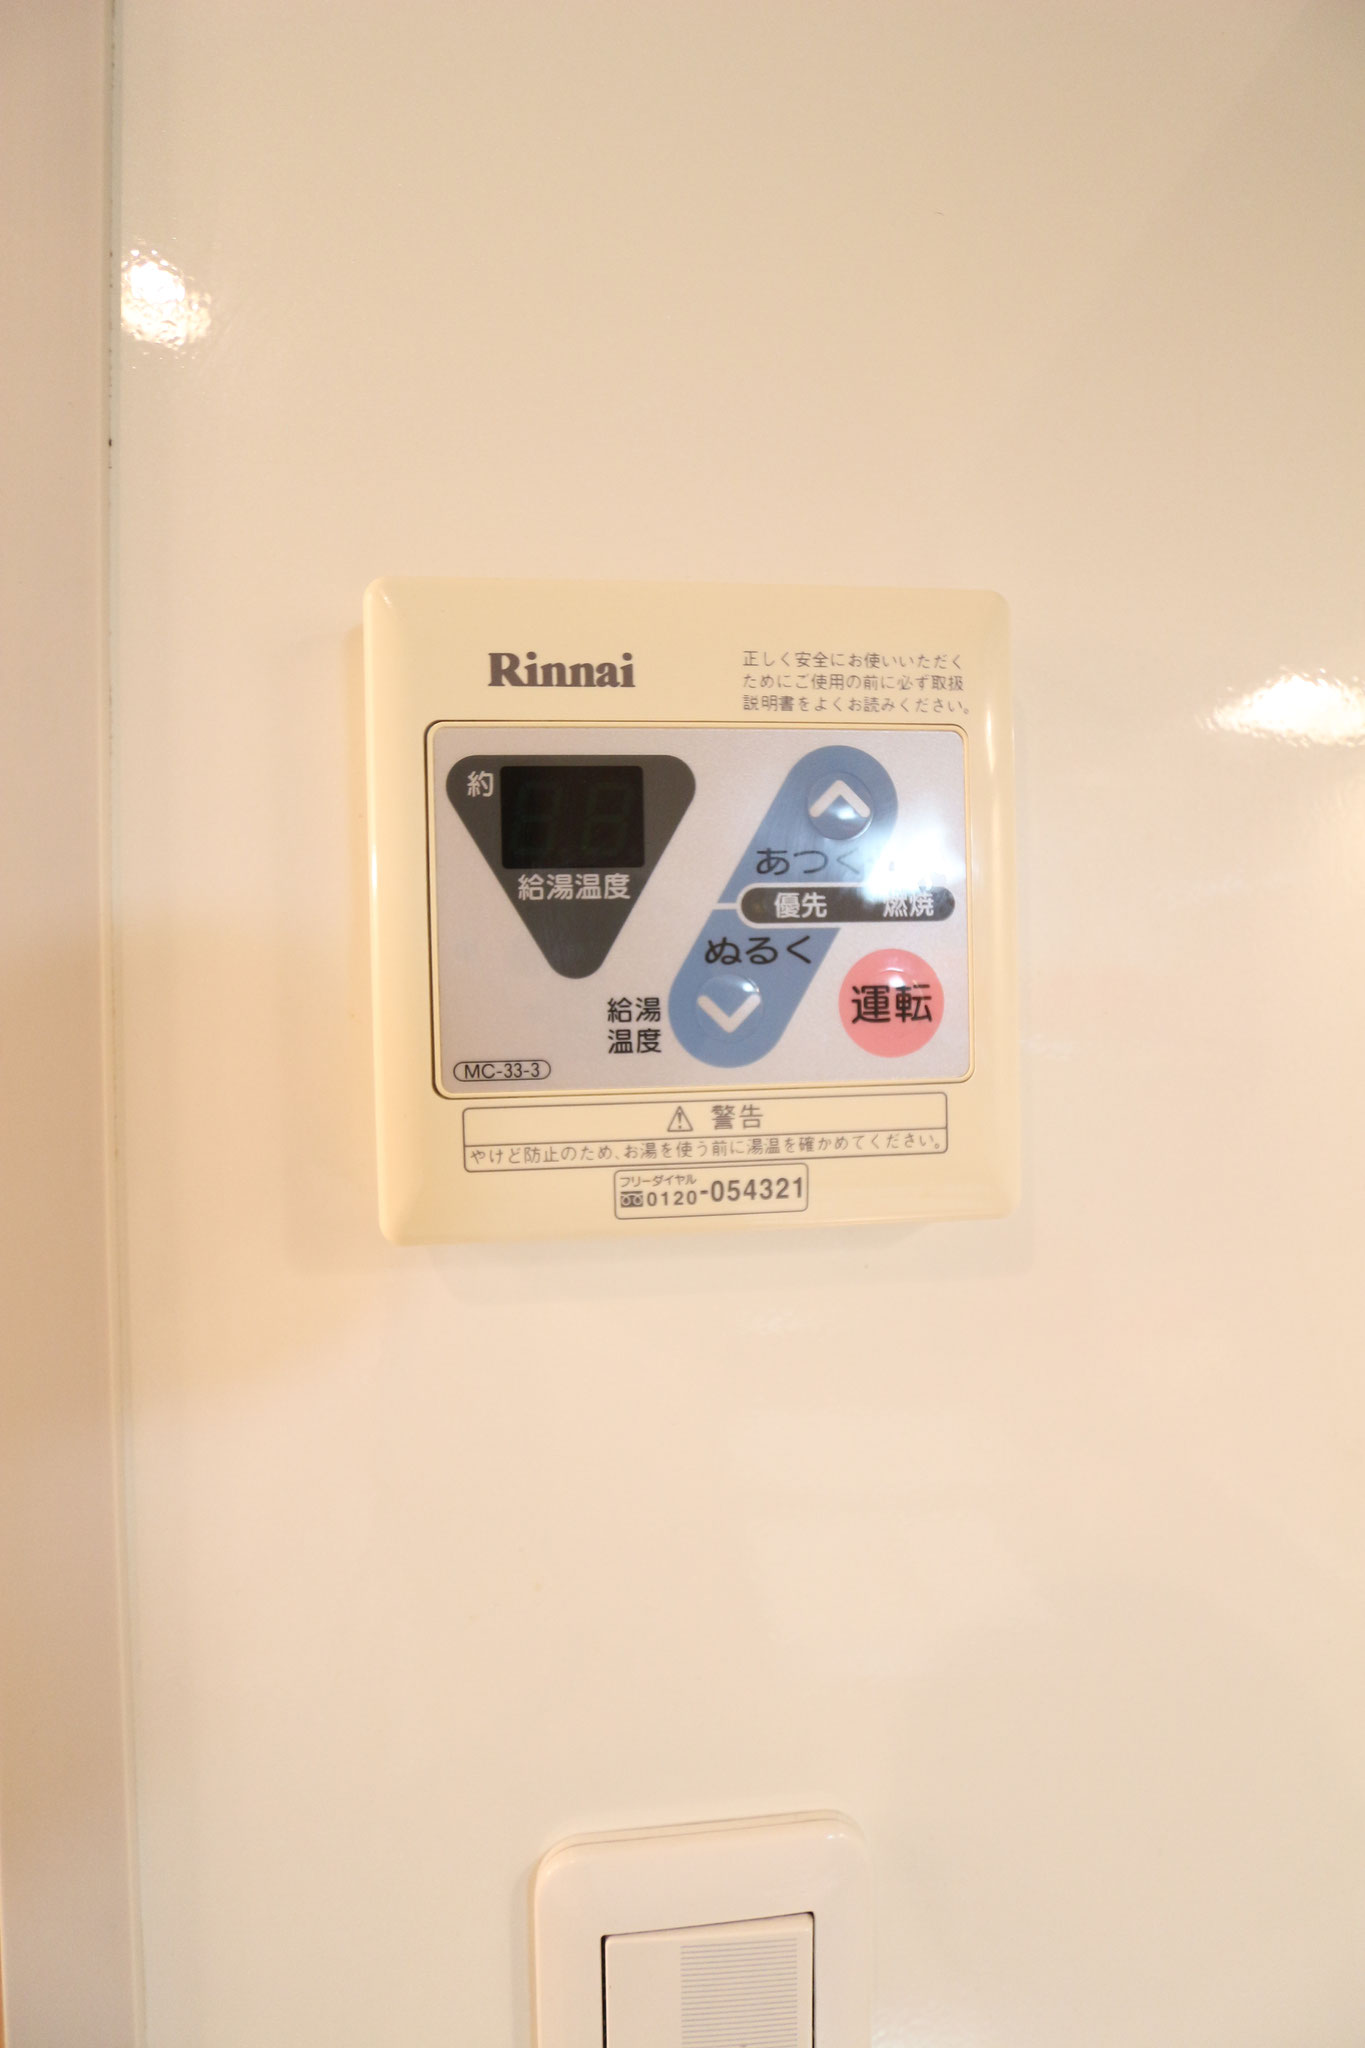 Rinnai
正しく安全にお使いいただく
ためにご使用の前に必ず取扱
説明書をよくお読みください。
約
給湯温度
あつく
優先 燃焼
ぬるく
給湯
温度
運転
MC-33-3
警告
やけど防止のため、お湯を使う前に湯温を確かめてください。
フリーダイヤル
0120-054321